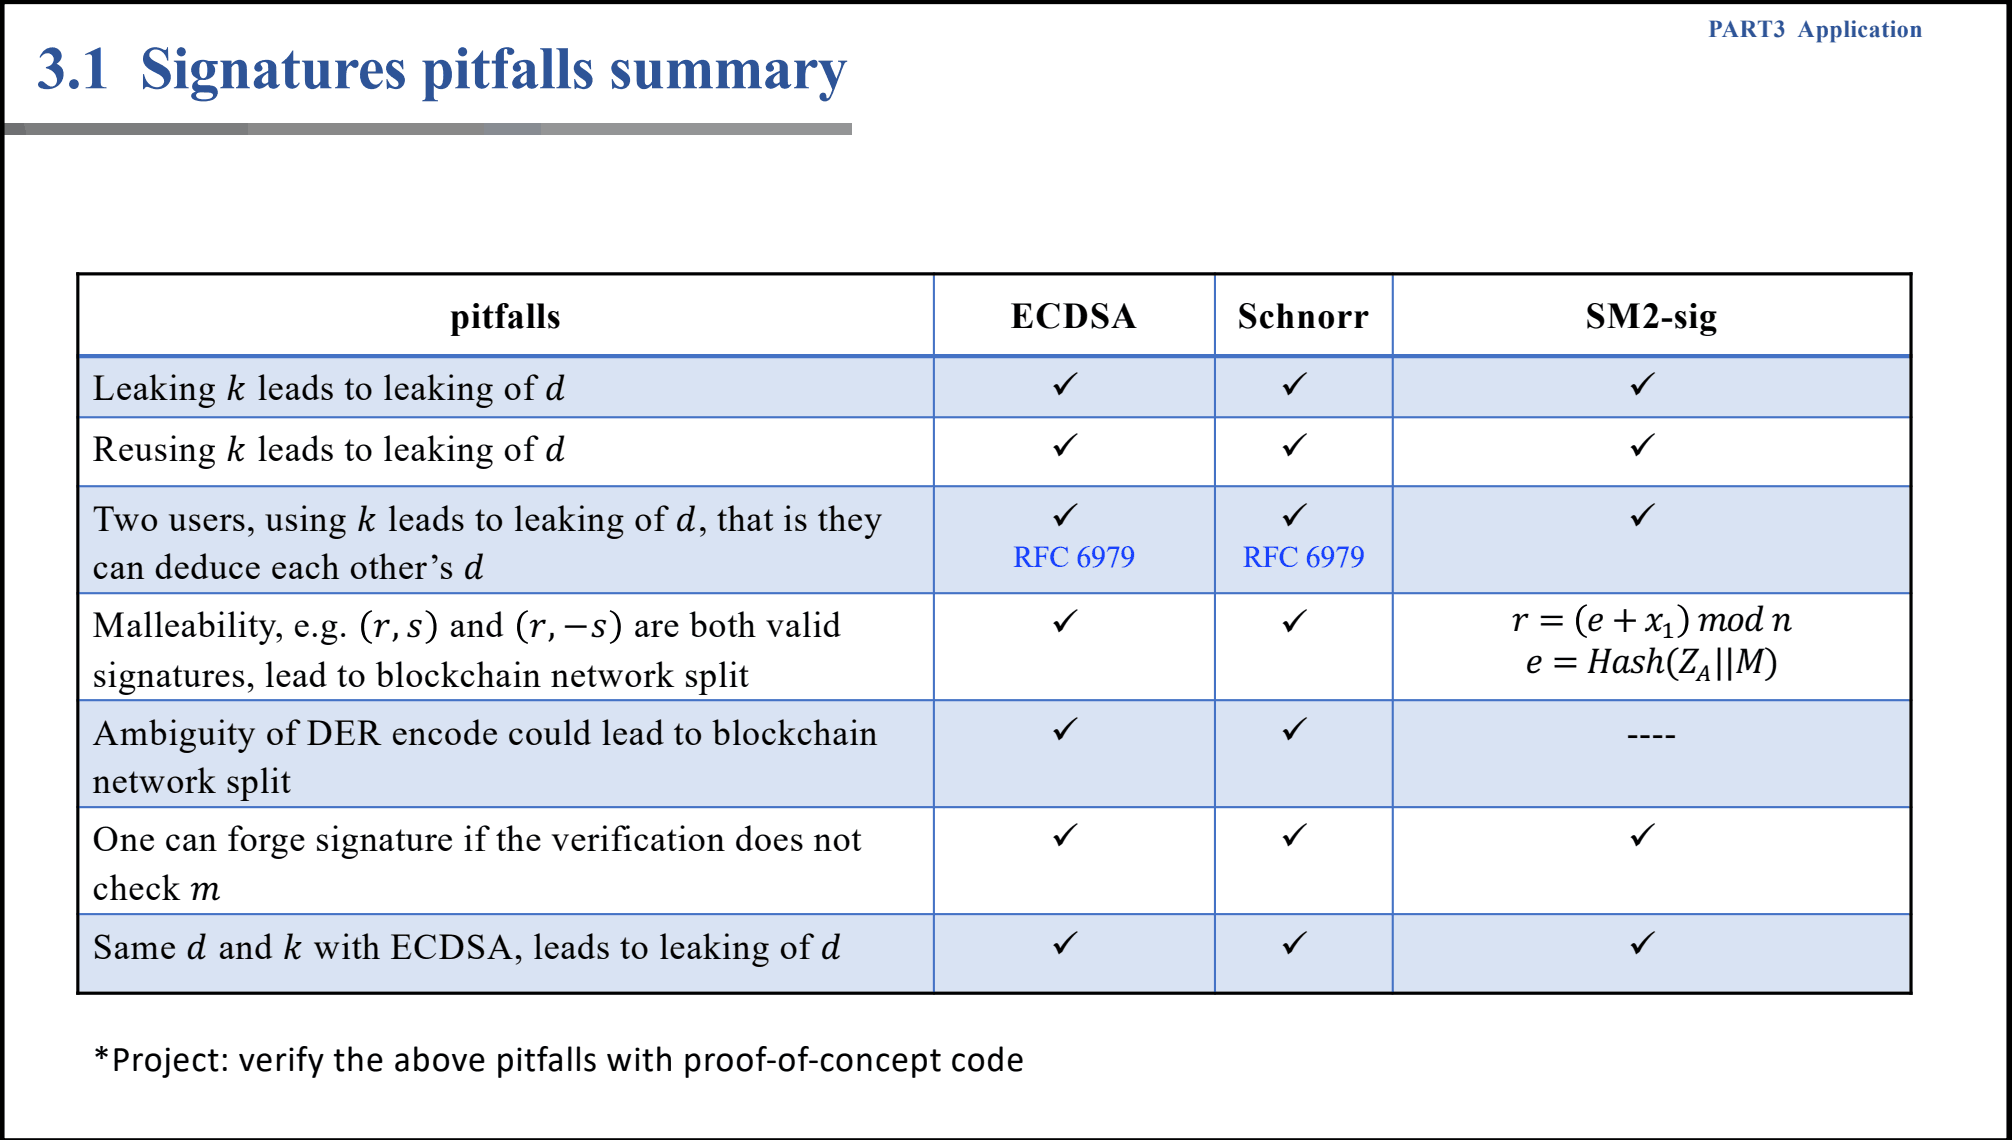 PART3 Application
3.1 Signatures pitfalls summary
pitfalls ECDSA Schnorr SM2-sig
Leaking k leads to leaking of d ✓ ✓ ✓
Reusing k leads to leaking of d ✓ ✓ ✓
Two users, using k leads to leaking of d, that is they ✓ ✓ ✓
can deduce each other’s d RFC 6979 RFC 6979
Malleability, e.g. (r, s) and (r, −s) are both valid ✓ ✓ r = (e + x₁) mod n
signatures, lead to blockchain network split e = Hash(Z_A||M)
Ambiguity of DER encode could lead to blockchain ✓ ✓ ----
network split
One can forge signature if the verification does not ✓ ✓ ✓
check m
Same d and k with ECDSA, leads to leaking of d ✓ ✓ ✓
*Project: verify the above pitfalls with proof-of-concept code